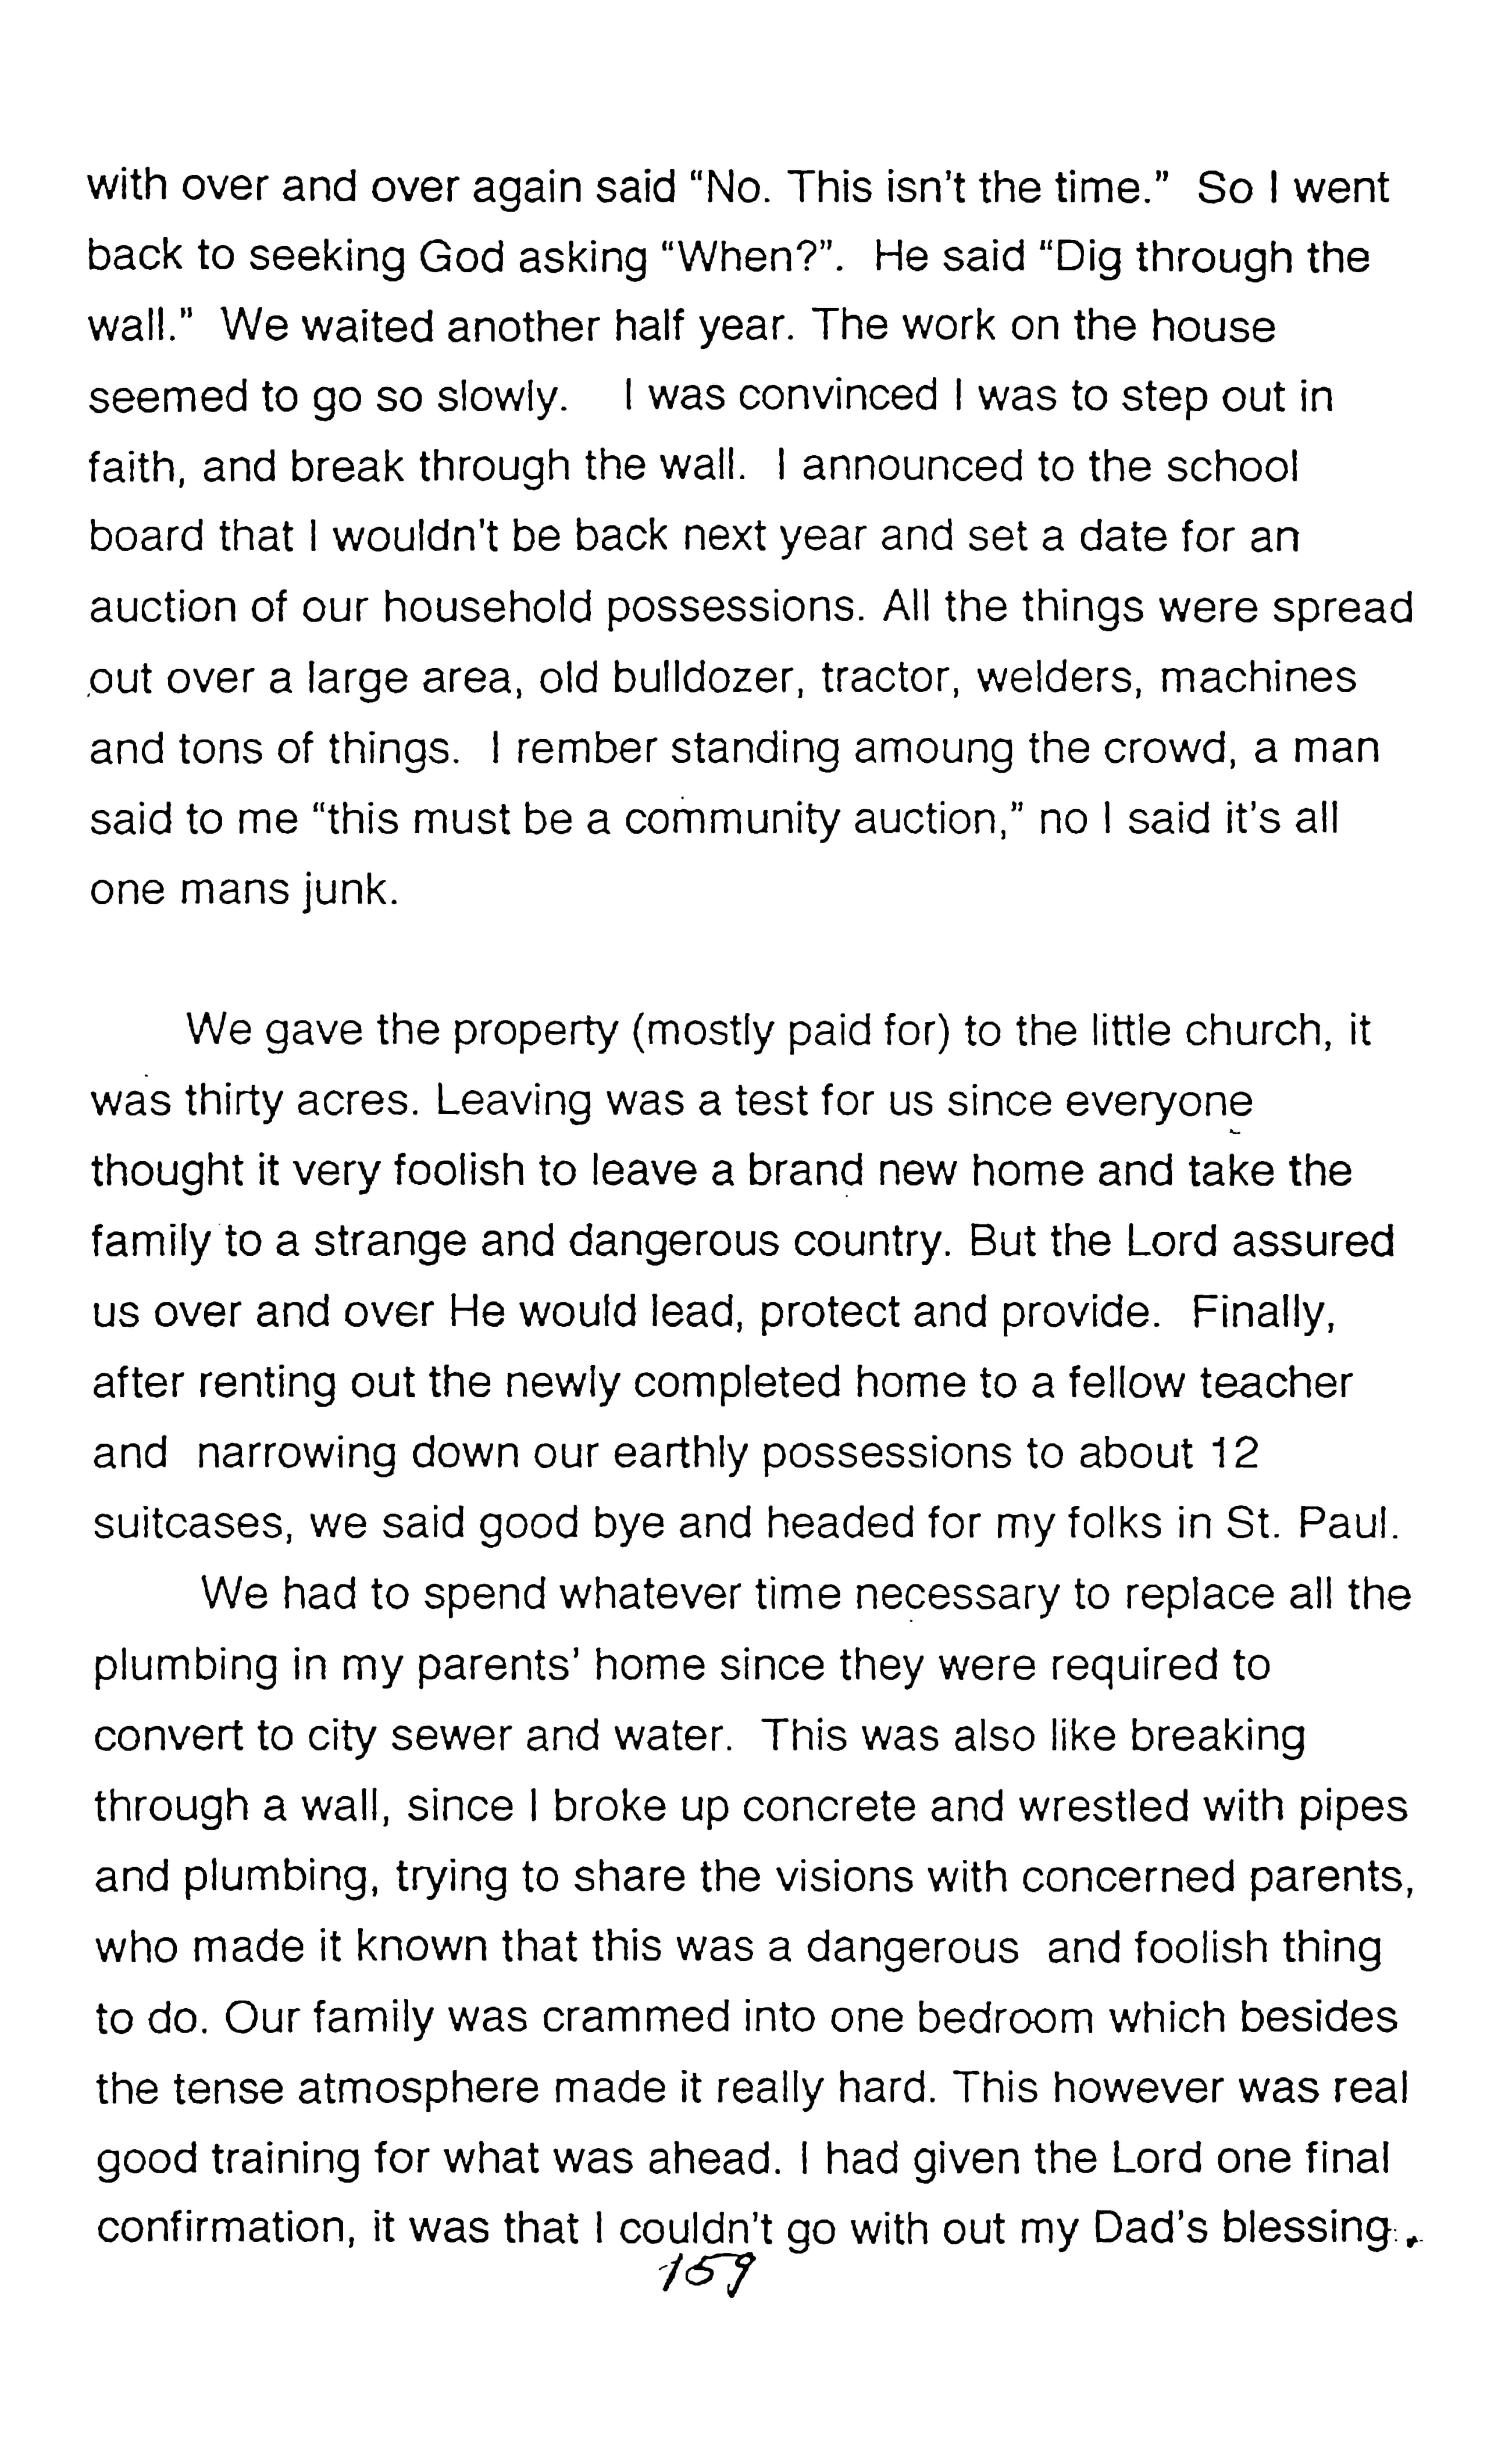 with over and over again said “No. This isn't the time.” So I went
back to seeking God asking “When?”. He said “Dig through the
wall.” We waited another half year. The work on the house
seemed to go so slowly. I was convinced I was to step out in
faith, and break through the wall. I announced to the school
board that I wouldn't be back next year and set a date for an
auction of our household possessions. All the things were spread
out over a large area, old bulldozer, tractor, welders, machines
and tons of things. I rember standing amoung the crowd, a man
said to me “this must be a community auction,” no I said it's all
one mans junk.
We gave the property (mostly paid for) to the little church, it
was thirty acres. Leaving was a test for us since everyone
thought it very foolish to leave a brand new home and take the
family to a strange and dangerous country. But the Lord assured
us over and over He would lead, protect and provide. Finally,
after renting out the newly completed home to a fellow teacher
and narrowing down our earthly possessions to about 12
suitcases, we said good bye and headed for my folks in St. Paul.
We had to spend whatever time necessary to replace all the
plumbing in my parents' home since they were required to
convert to city sewer and water. This was also like breaking
through a wall, since I broke up concrete and wrestled with pipes
and plumbing, trying to share the visions with concerned parents,
who made it known that this was a dangerous and foolish thing
to do. Our family was crammed into one bedroom which besides
the tense atmosphere made it really hard. This however was real
good training for what was ahead. I had given the Lord one final
confirmation, it was that I couldn't go with out my Dad's blessing.
159